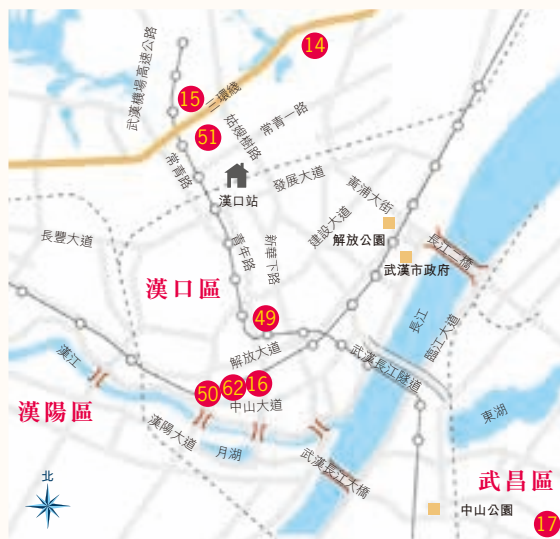 14
武漢機場高速公路
15
三環綫
51
姑嫂樹路
常青一路
常青路
漢口站
發展大道
黃浦大街
建設大道
解放公園
長豐大道
青年路
新華下路
長江二橋
武漢市政府
漢口區
49
長江
臨江大道
解放大道
漢江
武漢長江隧道
50
62
16
中山大道
漢陽區
漢陽大道
月湖
東湖
武漢長江大橋
北
武昌區
中山公園
17